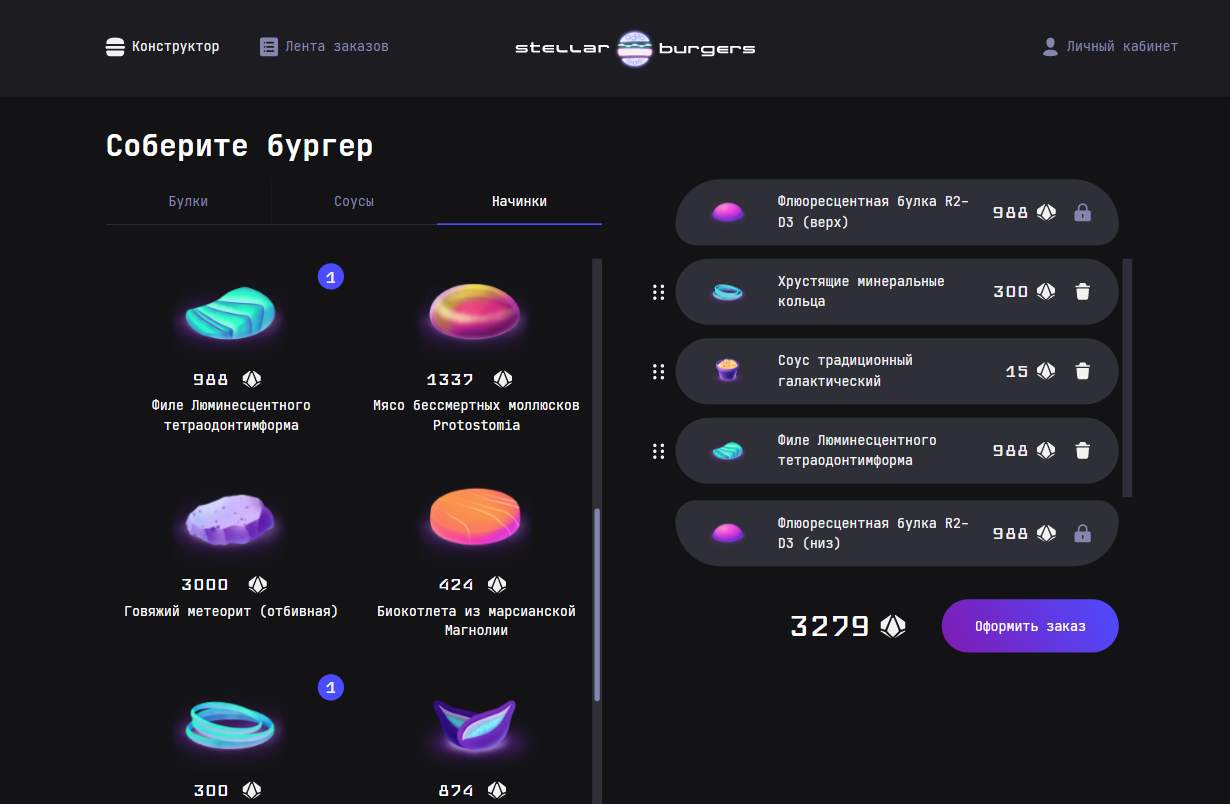 Конструктор
Лента заказов
stellar burgers
Личный кабинет
Соберите бургер
Булки
Соусы
Начинки
1
988
Филе Люминесцентного
тетраодонтимформа
1337
Мясо бессмертных моллюсков
Protostomia
3000
Говяжий метеорит (отбивная)
424
Биокотлета из марсианской
Магнолии
1
300
874
Флюоресцентная булка R2-
D3 (верх)
988
Хрустящие минеральные
кольца
300
Соус традиционный
галактический
15
Филе Люминесцентного
тетраодонтимформа
988
Флюоресцентная булка R2-
D3 (низ)
988
3279
Оформить заказ